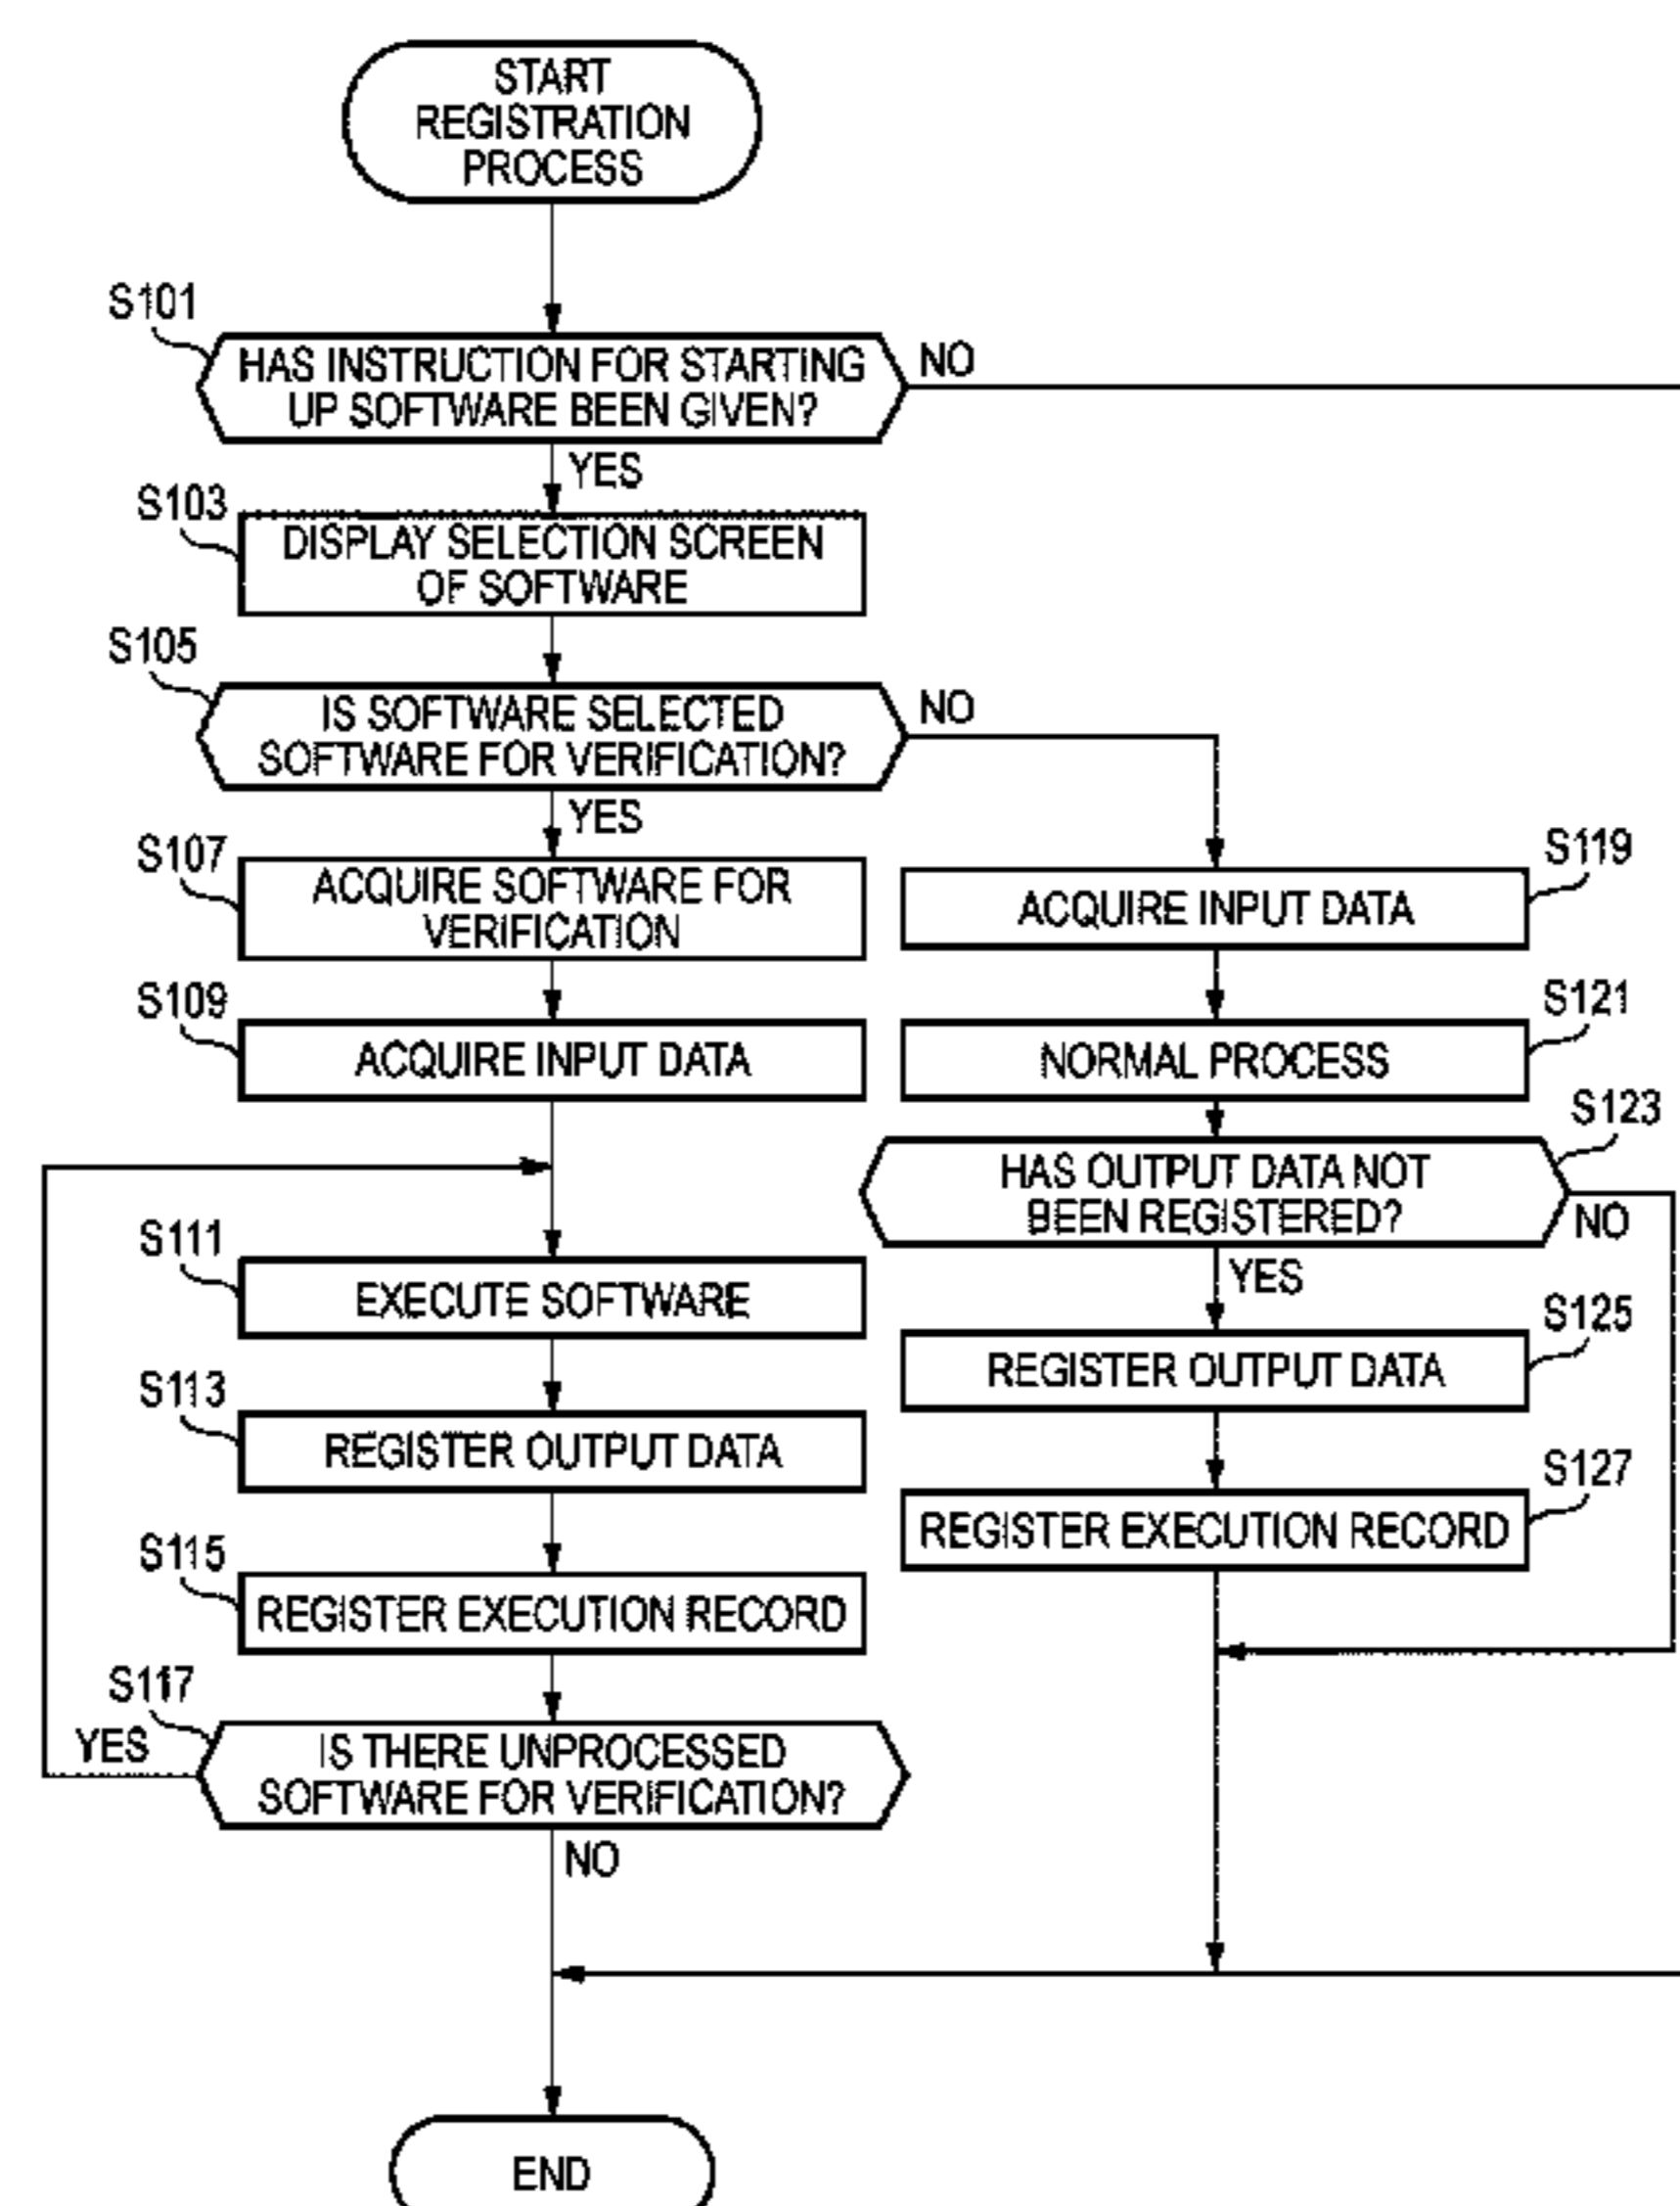 START
REGISTRATION
PROCESS
S101
HAS INSTRUCTION FOR STARTING
UP SOFTWARE BEEN GIVEN?
NO
YES
S103
DISPLAY SELECTION SCREEN
OF SOFTWARE
S105
IS SOFTWARE SELECTED
SOFTWARE FOR VERIFICATION?
NO
YES
S107
ACQUIRE SOFTWARE FOR
VERIFICATION
S109
ACQUIRE INPUT DATA
S111
EXECUTE SOFTWARE
S113
REGISTER OUTPUT DATA
S115
REGISTER EXECUTION RECORD
S117
YES
IS THERE UNPROCESSED
SOFTWARE FOR VERIFICATION?
NO
S119
ACQUIRE INPUT DATA
S121
NORMAL PROCESS
S123
HAS OUTPUT DATA NOT
BEEN REGISTERED?
NO
YES
S125
REGISTER OUTPUT DATA
S127
REGISTER EXECUTION RECORD
END